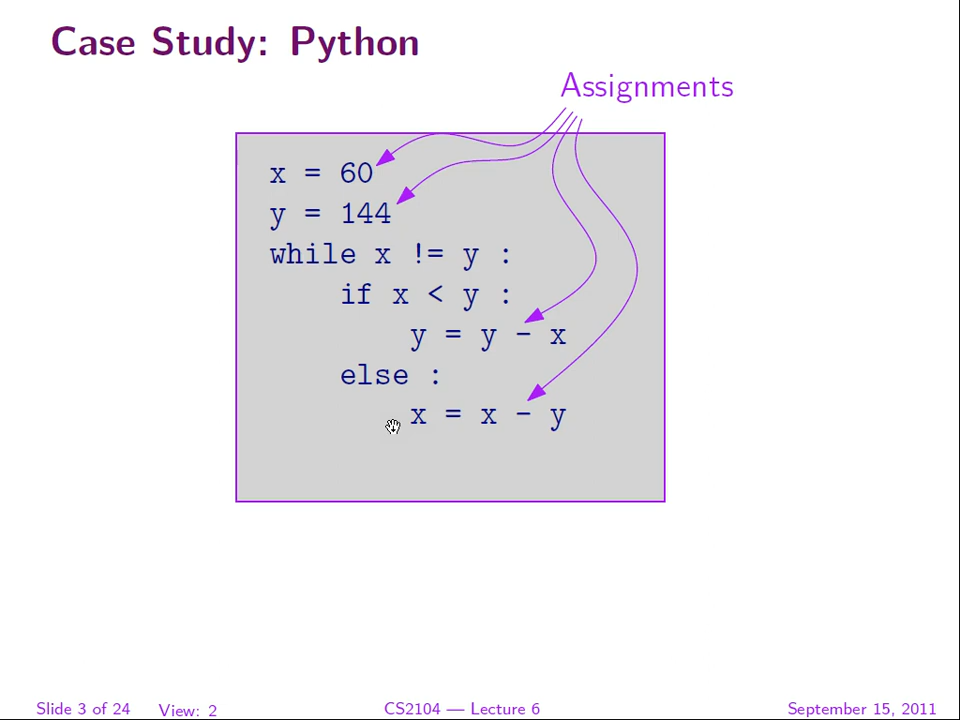 Case Study: Python
Assignments
x = 60
y = 144
while x != y :
    if x < y :
        y = y - x
    else :
        x = x - y
Slide 3 of 24 View: 2 CS2104 — Lecture 6 September 15, 2011